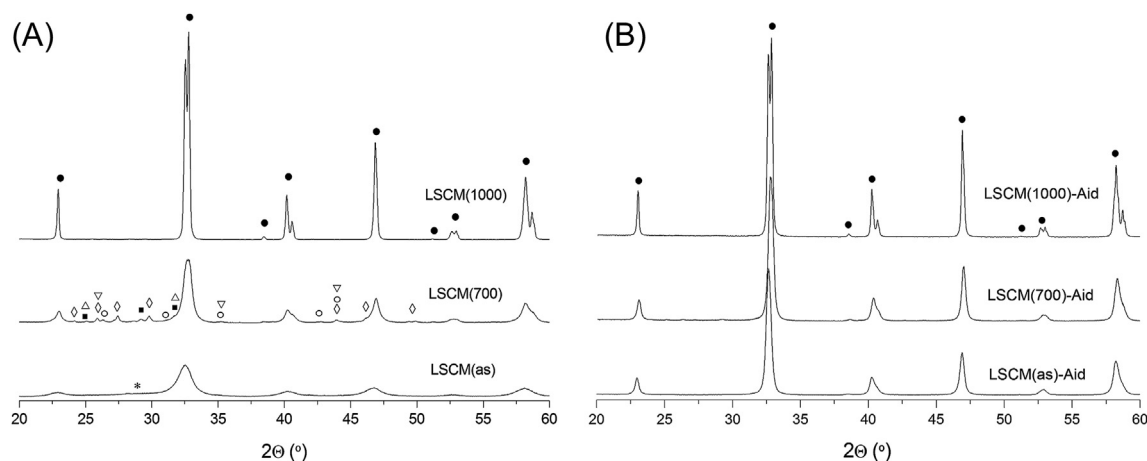 (A)
LSCM(1000)
LSCM(700)
LSCM(as)
*
20 25 30 35 40 45 50 55 60
2Θ (º)
(B)
LSCM(1000)-Aid
LSCM(700)-Aid
LSCM(as)-Aid
20 25 30 35 40 45 50 55 60
2Θ (º)